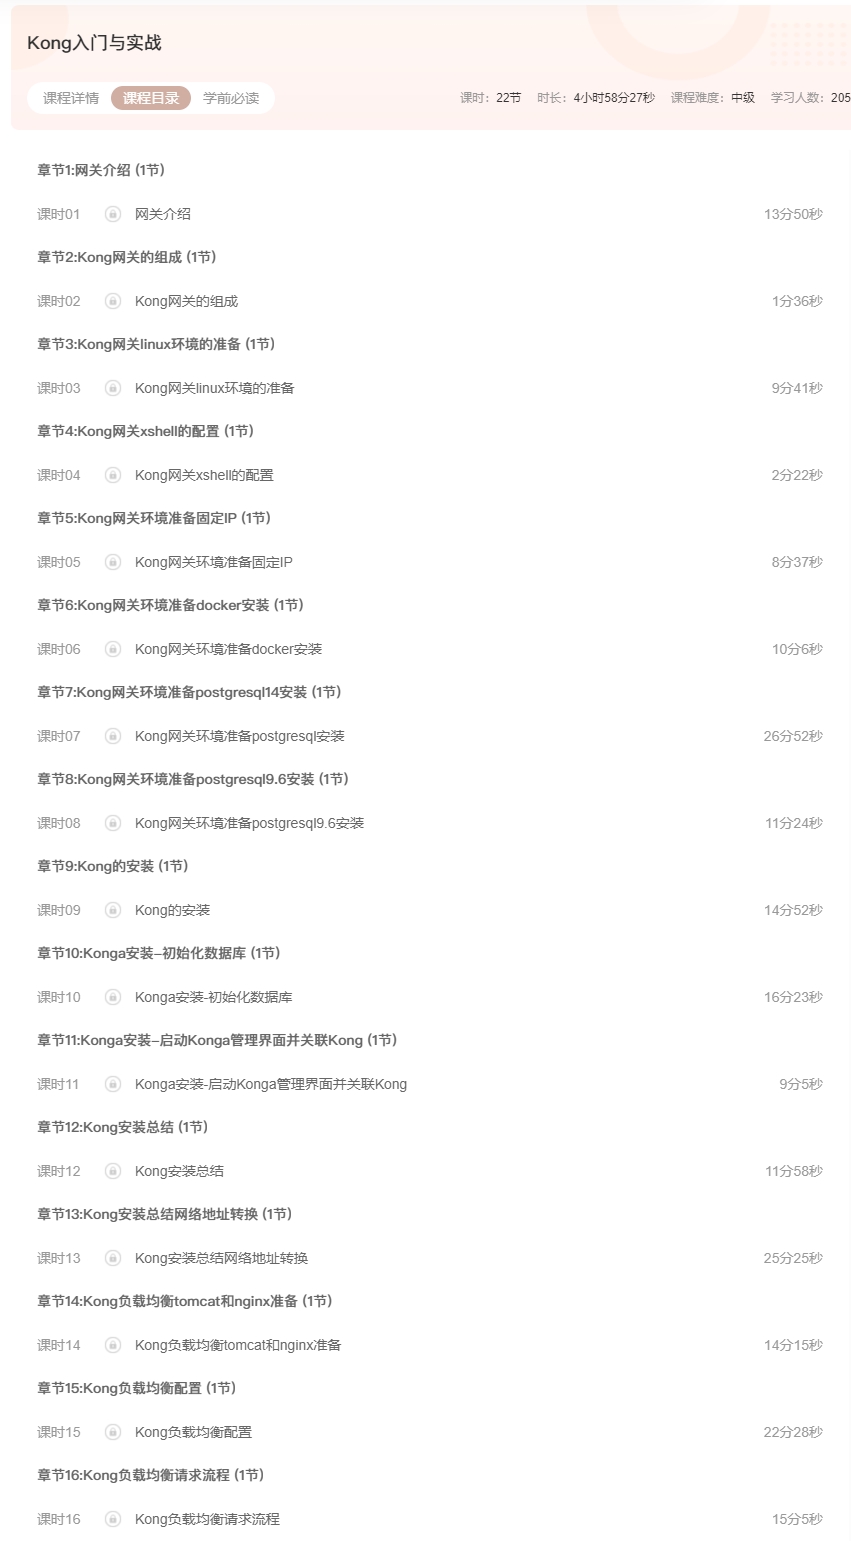 Kong入门与实战
课程详情 课程目录 学前必读 课时：22节 时长：4小时58分27秒 课程难度：中级 学习人数：205
章节1:网关介绍 (1节)
课时01 网关介绍 13分50秒
章节2:Kong网关的组成 (1节)
课时02 Kong网关的组成 1分36秒
章节3:Kong网关linux环境的准备 (1节)
课时03 Kong网关linux环境的准备 9分41秒
章节4:Kong网关xshell的配置 (1节)
课时04 Kong网关xshell的配置 2分22秒
章节5:Kong网关环境准备固定IP (1节)
课时05 Kong网关环境准备固定IP 8分37秒
章节6:Kong网关环境准备docker安装 (1节)
课时06 Kong网关环境准备docker安装 10分6秒
章节7:Kong网关环境准备postgresql14安装 (1节)
课时07 Kong网关环境准备postgresql安装 26分52秒
章节8:Kong网关环境准备postgresql9.6安装 (1节)
课时08 Kong网关环境准备postgresql9.6安装 11分24秒
章节9:Kong的安装 (1节)
课时09 Kong的安装 14分52秒
章节10:Konga安装–初始化数据库 (1节)
课时10 Konga安装-初始化数据库 16分23秒
章节11:Konga安装–启动Konga管理界面并关联Kong (1节)
课时11 Konga安装-启动Konga管理界面并关联Kong 9分5秒
章节12:Kong安装总结 (1节)
课时12 Kong安装总结 11分58秒
章节13:Kong安装总结网络地址转换 (1节)
课时13 Kong安装总结网络地址转换 25分25秒
章节14:Kong负载均衡tomcat和nginx准备 (1节)
课时14 Kong负载均衡tomcat和nginx准备 14分15秒
章节15:Kong负载均衡配置 (1节)
课时15 Kong负载均衡配置 22分28秒
章节16:Kong负载均衡请求流程 (1节)
课时16 Kong负载均衡请求流程 15分5秒